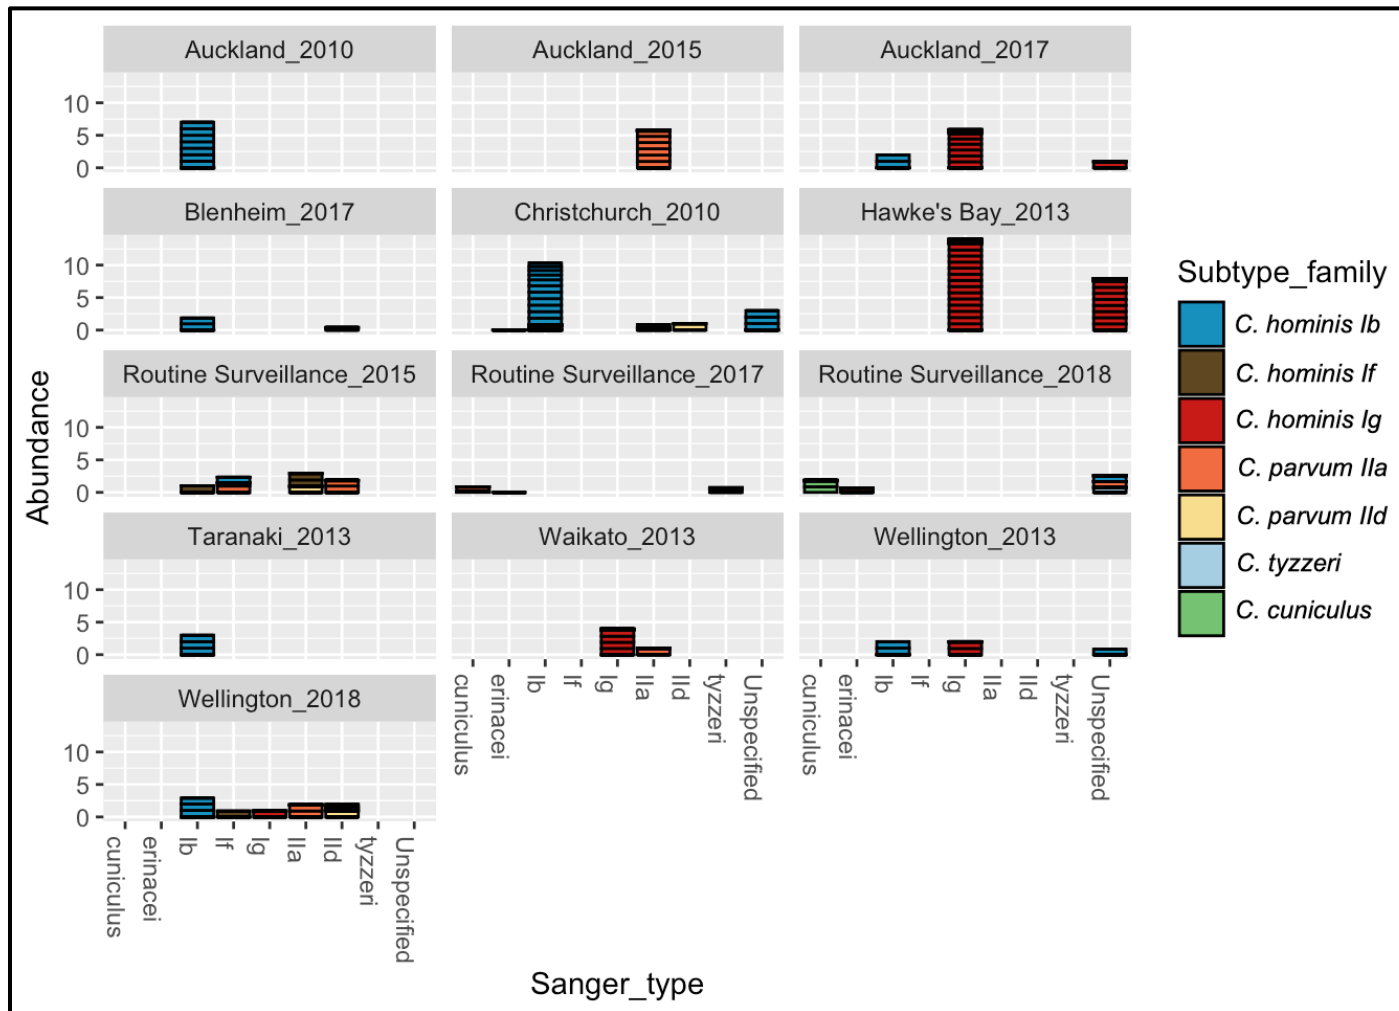 Auckland_2010
Auckland_2015
Auckland_2017
10
5
0
Blenheim_2017
Christchurch_2010
Hawke's Bay_2013
10
5
0
Routine Surveillance_2015
Routine Surveillance_2017
Routine Surveillance_2018
10
5
0
Taranaki_2013
Waikato_2013
Wellington_2013
10
5
0
cuniculus
erinacei
Ib
If
Ig
IIa
IId
tyzzeri
Unspecified
cuniculus
erinacei
Ib
If
Ig
IIa
IId
tyzzeri
Unspecified
Wellington_2018
10
5
0
cuniculus
erinacei
Ib
If
Ig
IIa
IId
tyzzeri
Unspecified
Abundance
Sanger_type
Subtype_family
C. hominis Ib
C. hominis If
C. hominis Ig
C. parvum IIa
C. parvum IId
C. tyzzeri
C. cuniculus